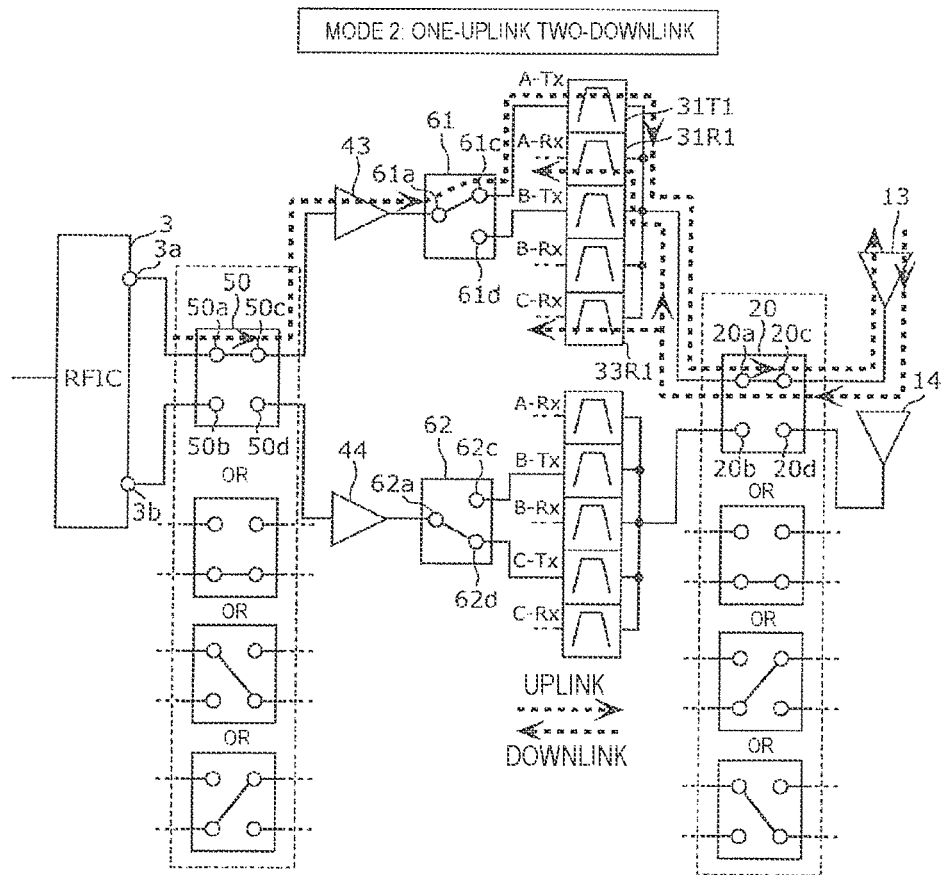 MODE 2: ONE-UPLINK TWO-DOWNLINK
A-Tx
31T1
61
61c
A-Rx
31R1
43
61a
B-Tx
3
3a
13
B-Rx
50
61d
50a
50c
C-Rx
20
20a
20c
RFIC
33R1
14
A-Rx
50b
50d
62
62c
B-Tx
20b
20d
OR
44
62a
B-Rx
OR
3b
C-Tx
62d
C-Rx
OR
OR
UPLINK
OR
DOWNLINK
OR